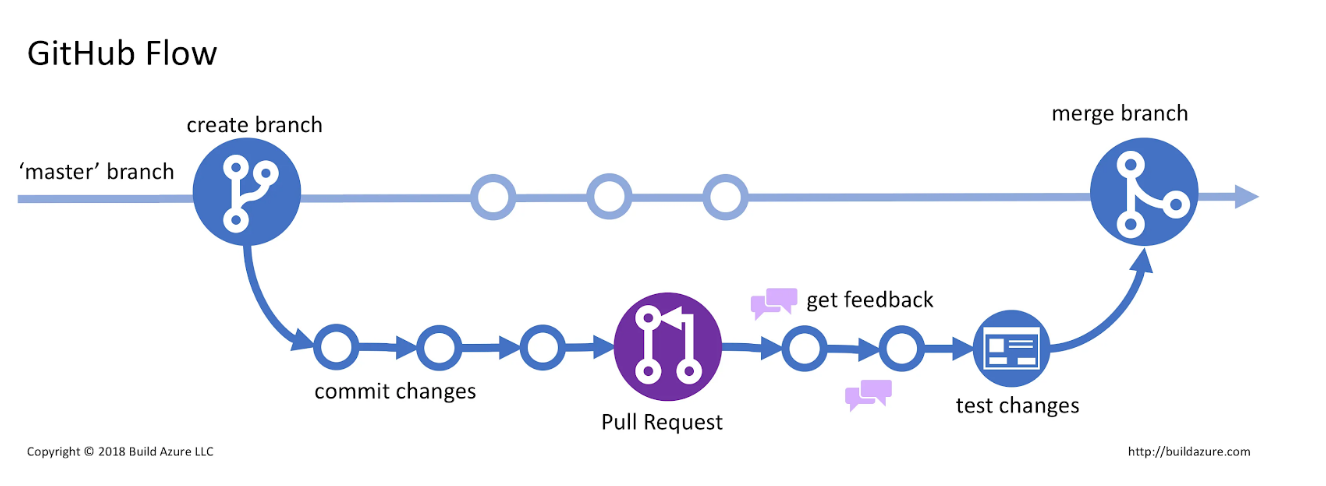 GitHub Flow
create branch
merge branch
‘master’ branch
get feedback
commit changes
Pull Request
test changes
Copyright © 2018 Build Azure LLC
http://buildazure.com